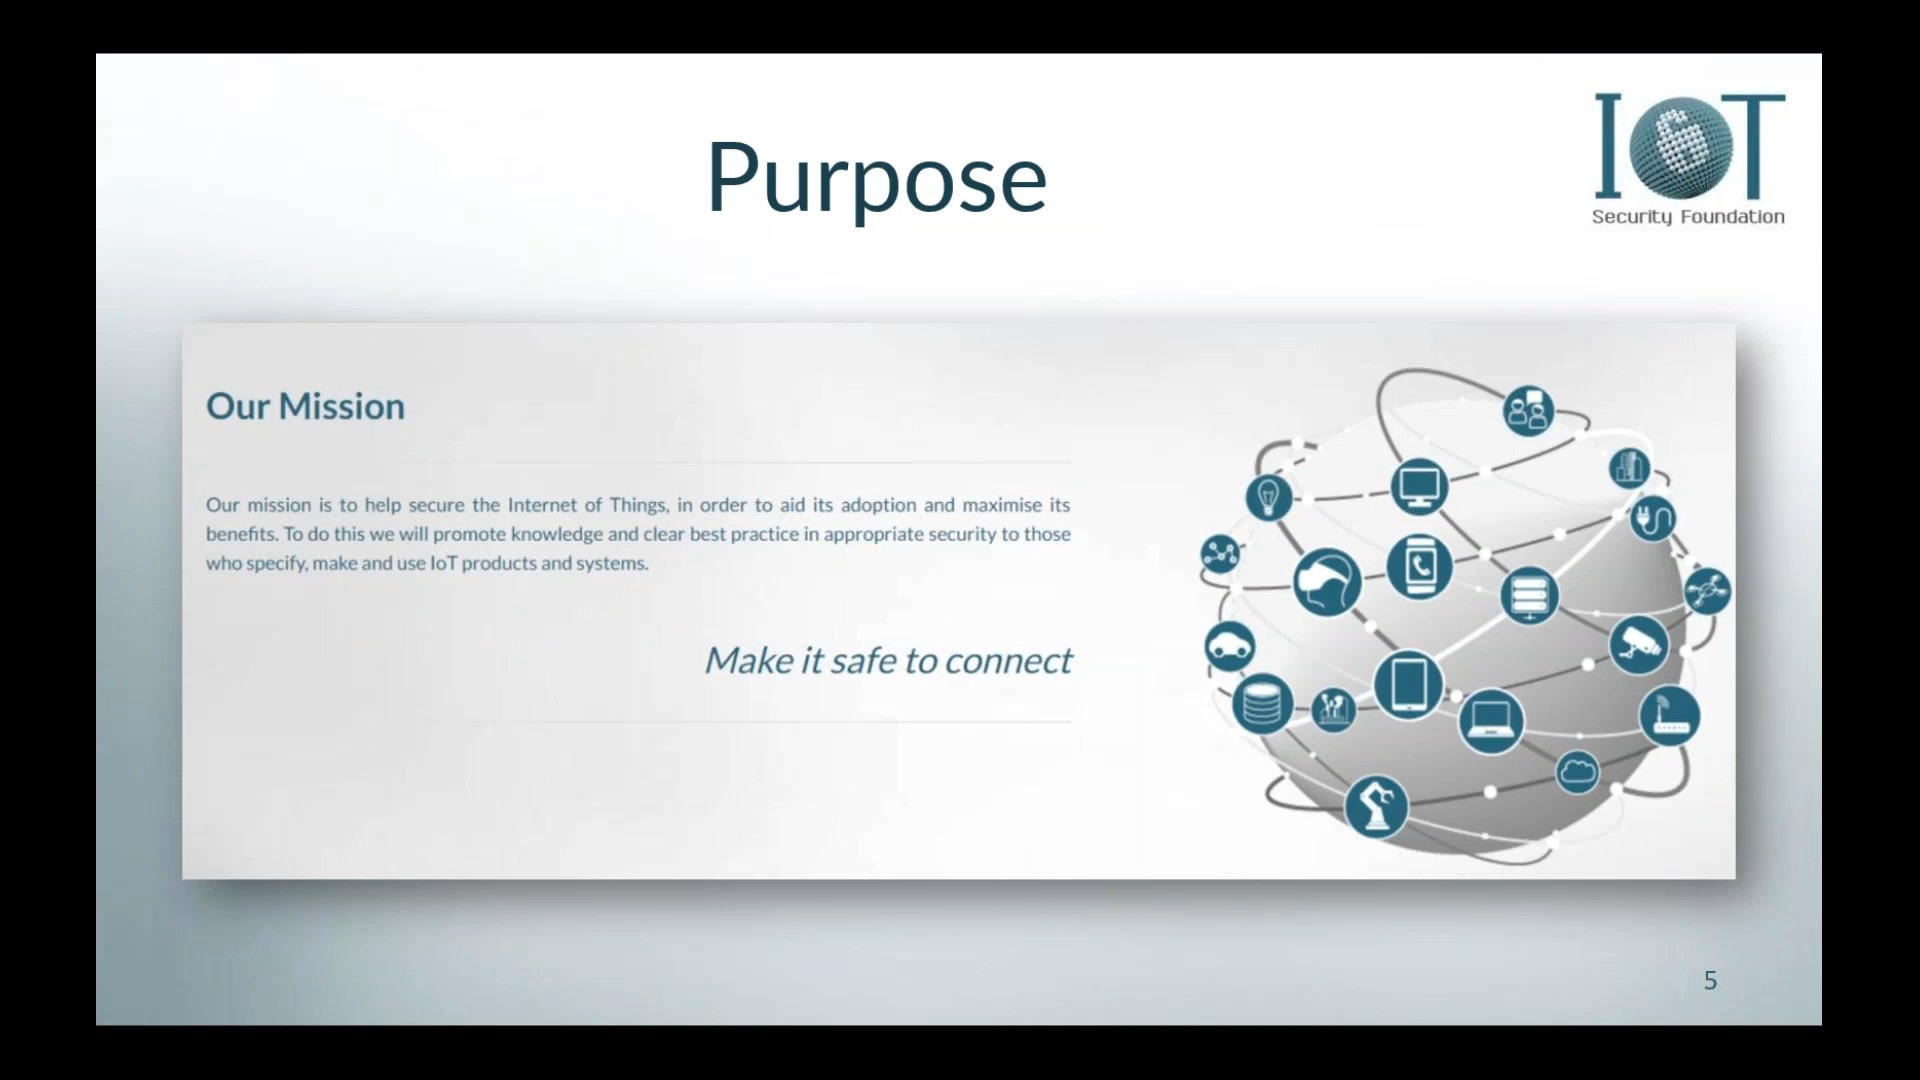 Purpose
IOT
Security Foundation
Our Mission
Our mission is to help secure the Internet of Things, in order to aid its adoption and maximise its
benefits. To do this we will promote knowledge and clear best practice in appropriate security to those
who specify, make and use IoT products and systems.
Make it safe to connect
5